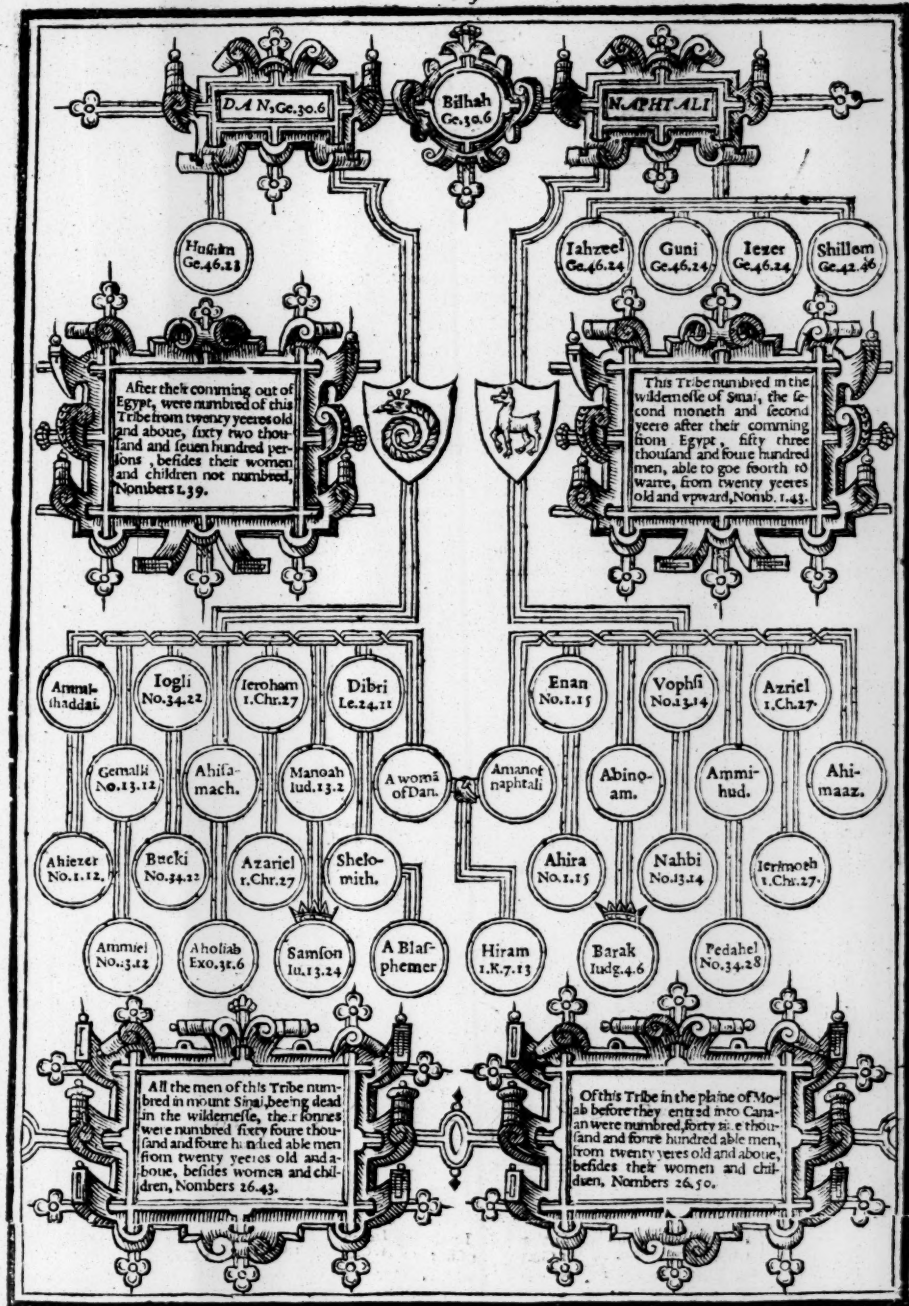 DAN, Ge.30.6
Bilhah
Ge.30.6
NAPHTALI
Hushim
Ge.46.23
Iahzeel
Ge.46.24
Guni
Ge.46.24
Iezer
Ge.46.24
Shillem
Ge.42.46
After their comming out of
Egypt, were numbred of this
Tribe from twenty yeeres old
and aboue, sixty two thou-
sand and seuen hundred per-
sons, besides their women
and children not numbred,
Nombers 1.39.
This Tribe numbred in the
wildernesse of Sinai, the se-
cond moneth and second
yeere after their comming
from Egypt, fifty three
thousand and foure hundred
men, able to goe foorth to
warre, from twenty yeeres
old and vpward, Nomb. 1.43.
Ammi-
shaddai.
Iogli
No.34.22
Ieroham
1.Chr.27
Dibri
Le.24.11
Enan
No.1.15
Vophsi
No.13.14
Azriel
1.Ch.27.
Gemalli
No.13.12
Ahisa-
mach.
Manoah
Iud.13.2
A womā
of Dan.
Amanof
naphtali
Abino-
am.
Ammi-
hud.
Ahi-
maaz.
Ahiezer
No.1.12.
Bucki
No.34.22
Azariel
1.Chr.27
Shelo-
mith.
Ahira
No.1.15
Nahbi
No.13.14
Ierimoth
1.Chr.27.
Ammiel
No.13.12
Aholiab
Exo.31.6
Samson
Iu.13.24
A Blas-
phemer
Hiram
1.K.7.13
Barak
Iudg.4.6
Pedahel
No.34.28
All the men of this Tribe num-
bred in mount Sinai, beeing dead
in the wildernesse, their sonnes
were numbred sixty foure thou-
sand and foure hundred able men
from twenty yeeres old and a-
boue, besides women and chil-
dren, Nombers 26.43.
Of this Tribe in the plaine of Mo-
ab before they entred into Cana-
an were numbred, forty fiue thou-
sand and foure hundred able men,
from twenty yeres old and aboue,
besides their women and chil-
dren, Nombers 26.50.